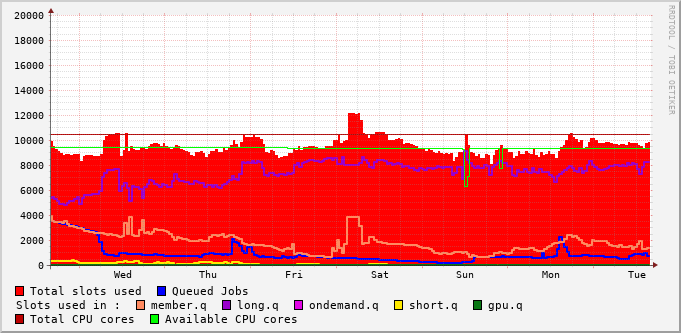 RRDTOOL / TOBI OETIKER
20000
18000
16000
14000
12000
10000
8000
6000
4000
2000
0
Wed Thu Fri Sat Sun Mon Tue
Total slots used Queued Jobs
Slots used in : member.q long.q ondemand.q short.q gpu.q
Total CPU cores Available CPU cores